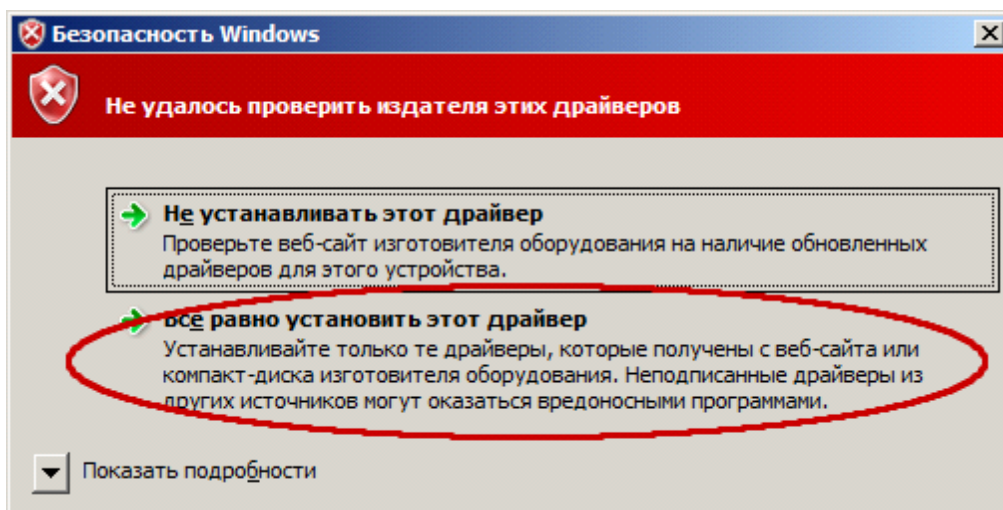 Безопасность Windows
Не удалось проверить издателя этих драйверов
Не устанавливать этот драйвер
Проверьте веб-сайт изготовителя оборудования на наличие обновленных
драйверов для этого устройства.
Все равно установить этот драйвер
Устанавливайте только те драйверы, которые получены с веб-сайта или
компакт-диска изготовителя оборудования. Неподписанные драйверы из
других источников могут оказаться вредоносными программами.
Показать подробности